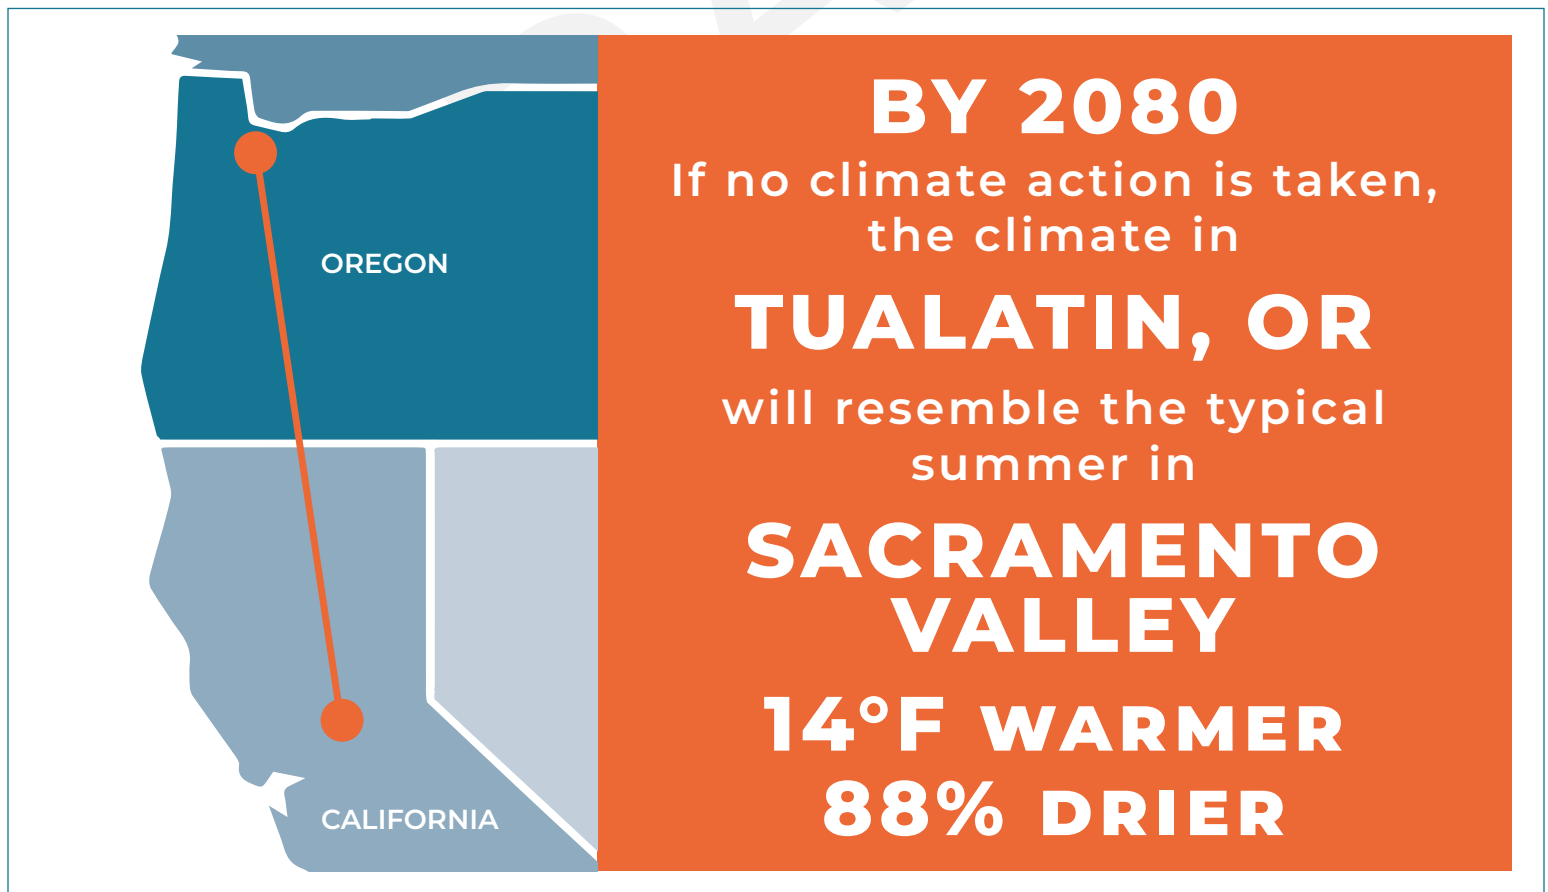 OREGON
CALIFORNIA
BY 2080
If no climate action is taken,
the climate in
TUALATIN, OR
will resemble the typical
summer in
SACRAMENTO
VALLEY
14°F WARMER
88% DRIER